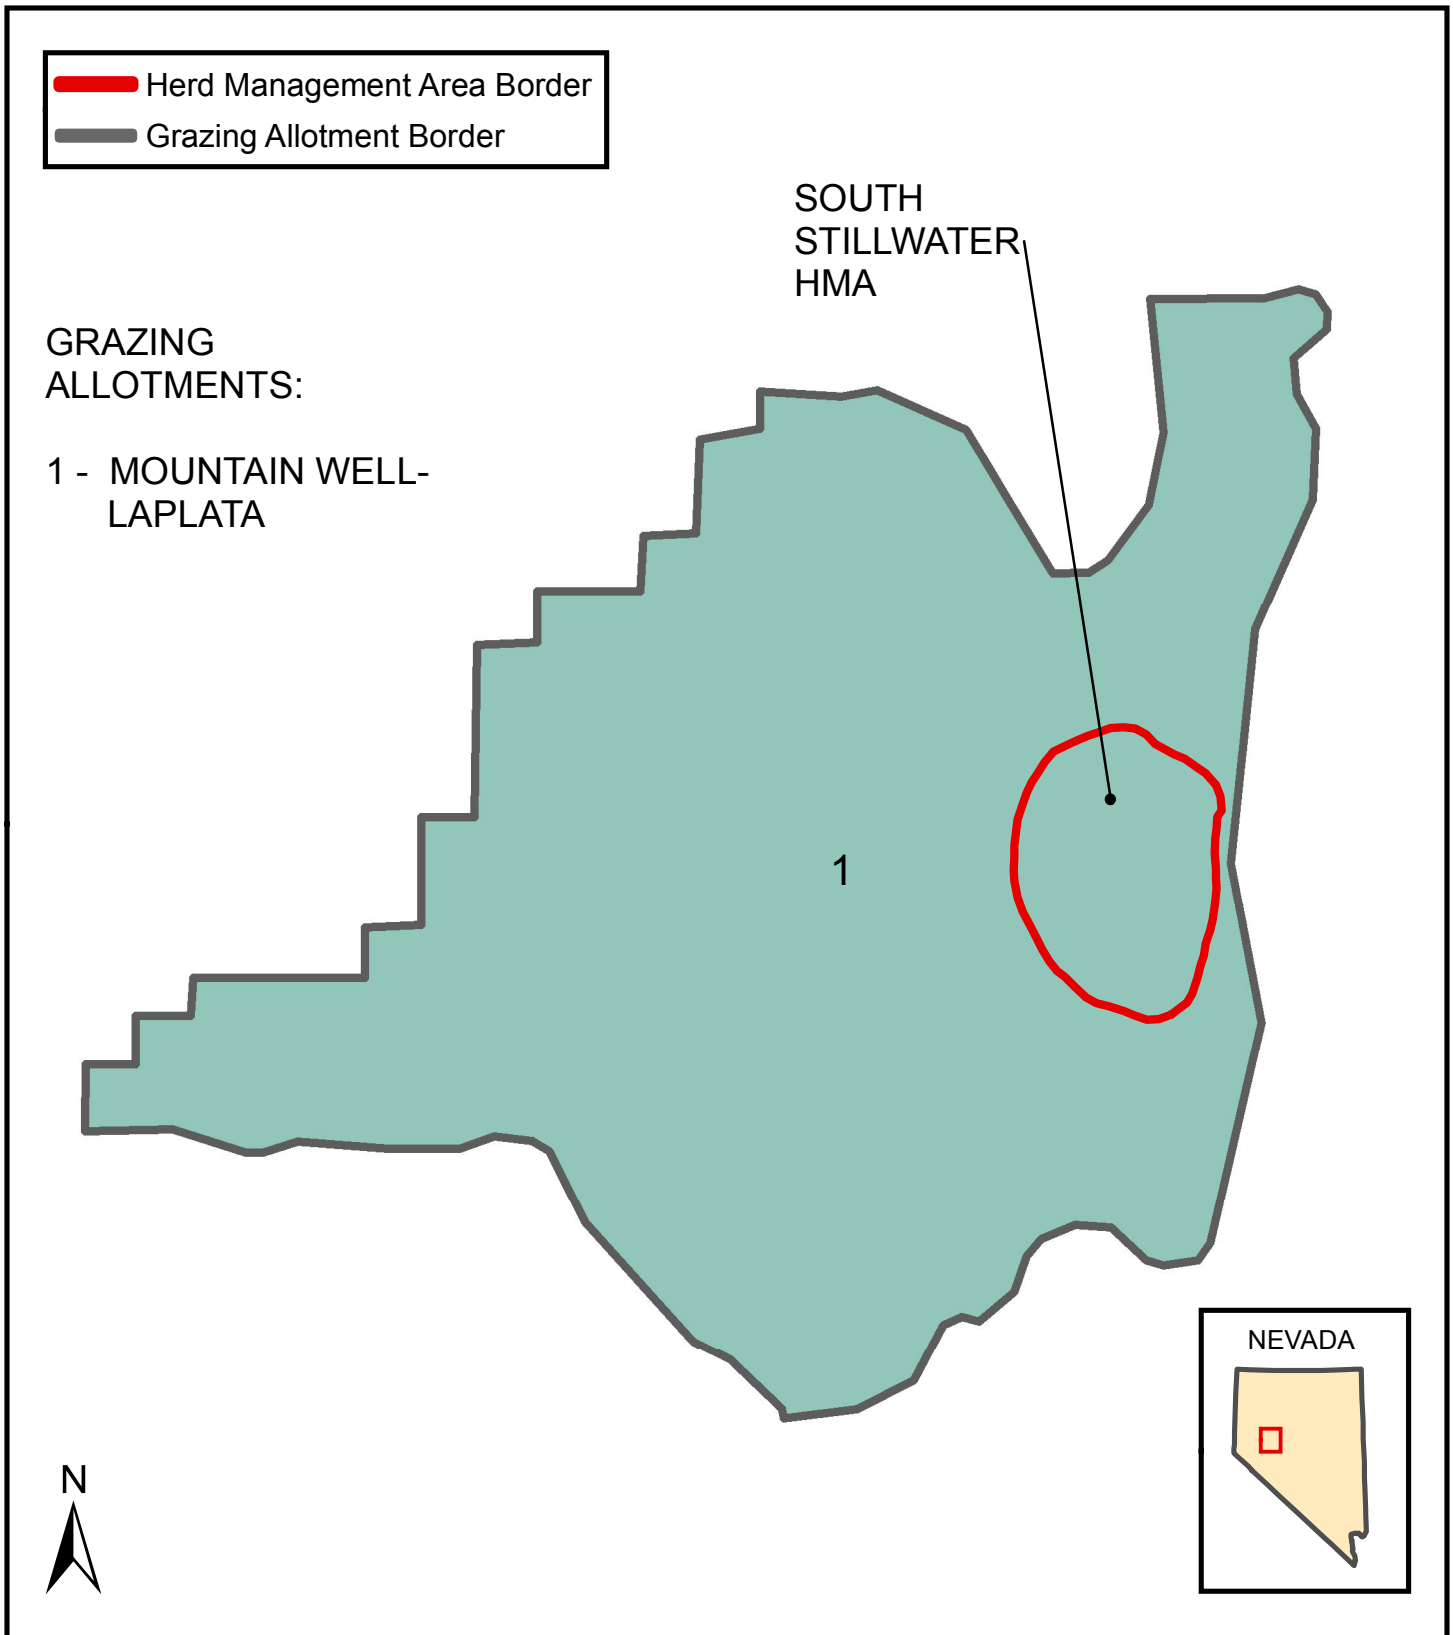 Herd Management Area Border
Grazing Allotment Border
SOUTH
STILLWATER
HMA
GRAZING
ALLOTMENTS:
1 - MOUNTAIN WELL-
LAPLATA
1
NEVADA
N